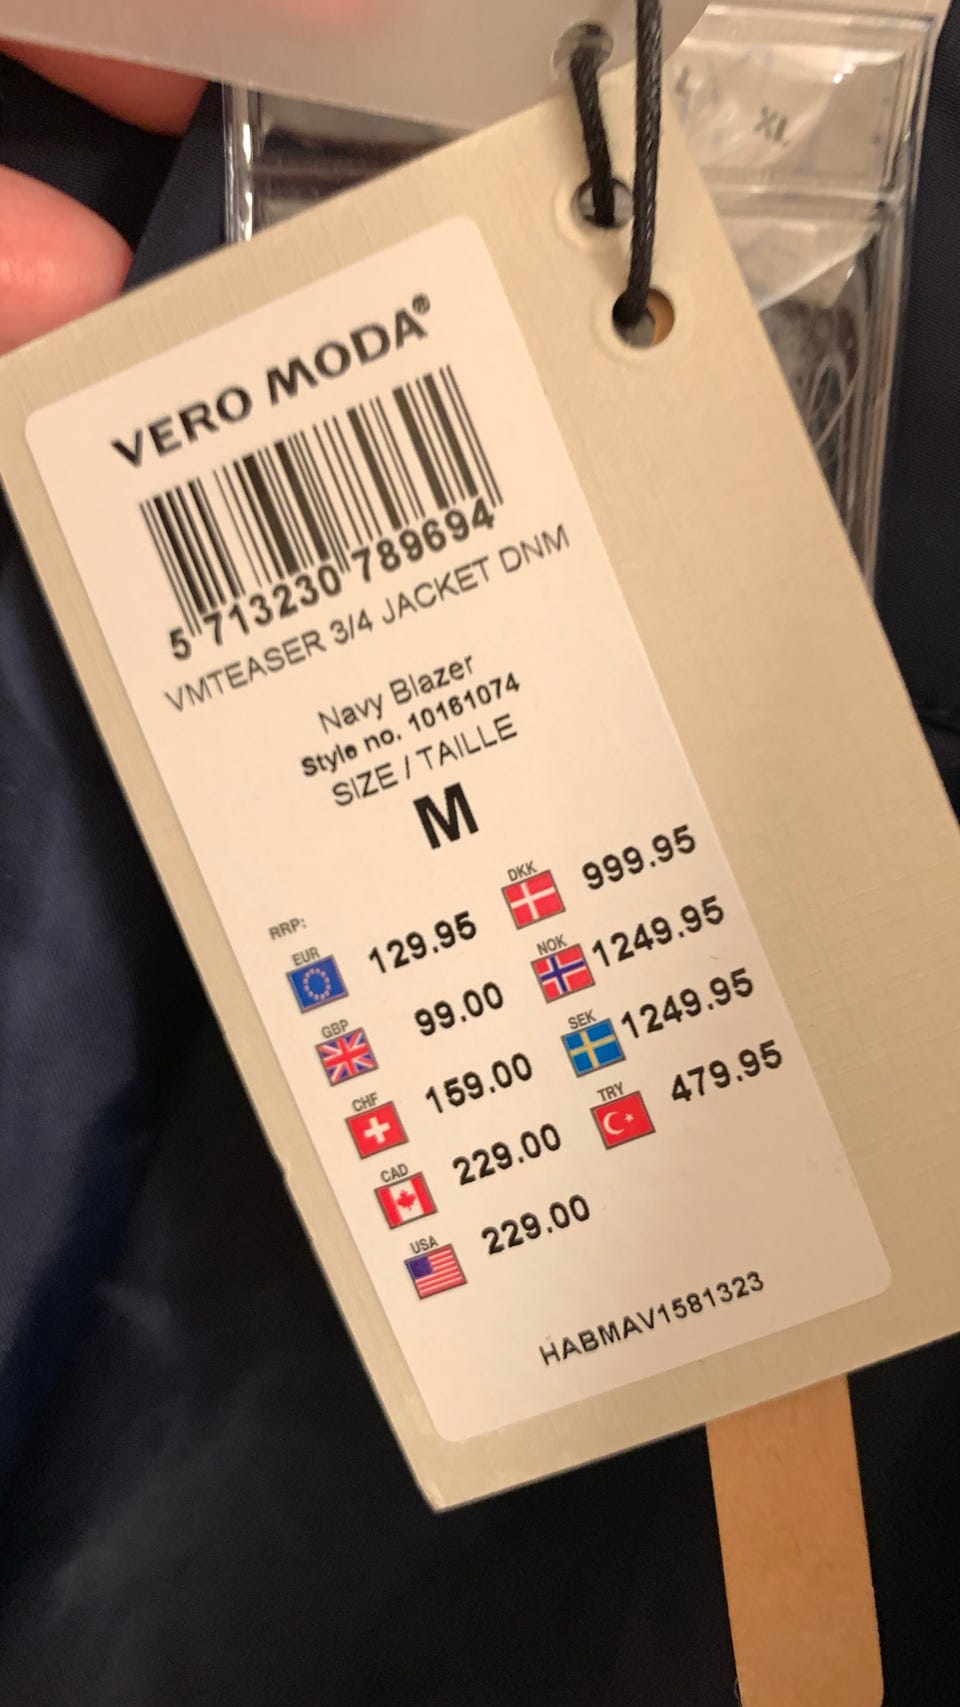 XL
VERO MODA®
5 713230 789694
VMTEASER 3/4 JACKET DNM
Navy Blazer
Style no. 10161074
SIZE / TAILLE
M
RRP:
EUR 129.95 DKK 999.95
GBP 99.00 NOK 1249.95
CHF 159.00 SEK 1249.95
CAD 229.00 TRY 479.95
USA 229.00
HABMAV1581323